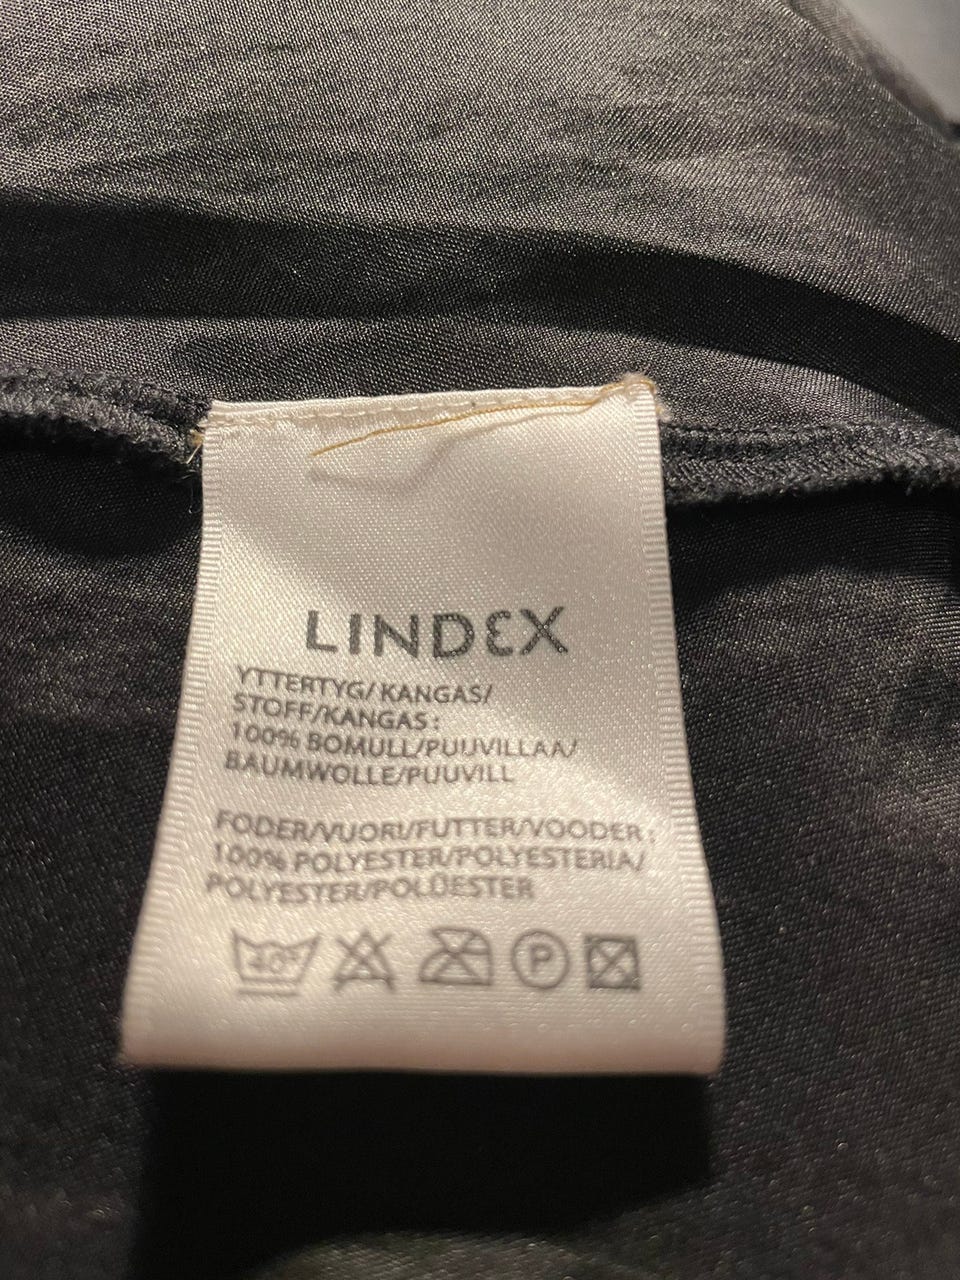 LINDEX
YTTERTYG/KANGAS/
STOFF/KANGAS:
100% BOMULL/PUUVILLAA/
BAUMWOLLE/PUUVILL
FODER/VUORI/FUTTER/VOODER:
100% POLYESTER/POLYESTERIA/
POLYESTER/POLÜESTER
40° P